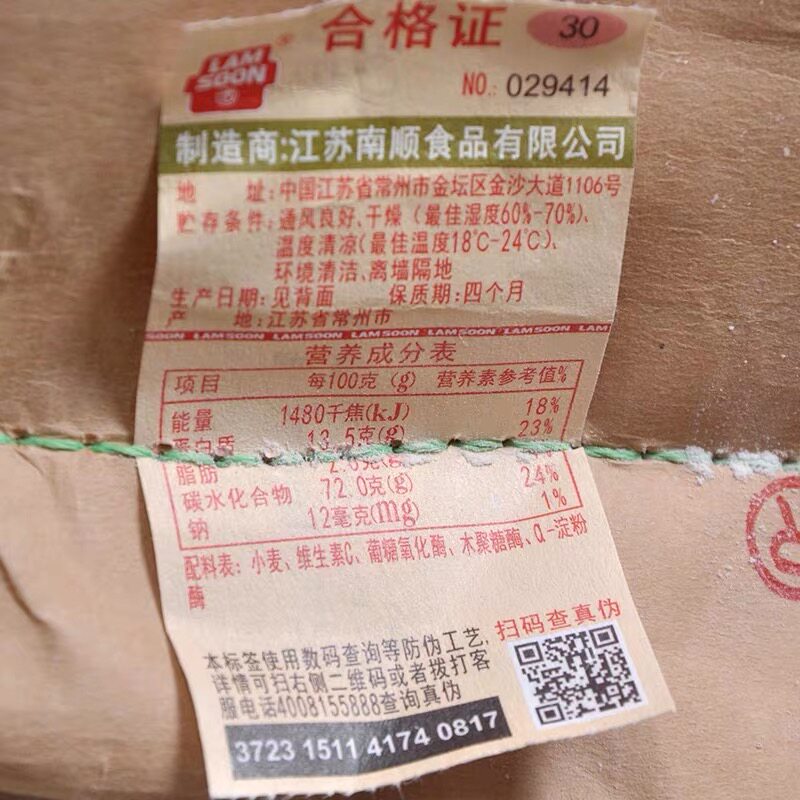 合格证 30
LAM SOON
®
NO.: 029414
制造商:江苏南顺食品有限公司
地 址:中国江苏省常州市金坛区金沙大道1106号
贮存条件:通风良好、干燥(最佳湿度60%-70%)、
温度清凉(最佳温度18℃-24℃)、
环境清洁、离墙隔地
生产日期:见背面 保质期:四个月
产 地:江苏省常州市
SOON LAM SOON LAM SOON LAM SOON LAM SOON LAM SOON LAM
营养成分表
项目 每100克(g) 营养素参考值%
能量 1480千焦(kJ) 18%
蛋白质 13.5克(g) 23%
脂肪 克(g)
碳水化合物 72.0克(g) 24%
钠 12毫克(mg) 1%
配料表:小麦、维生素C、葡糖氧化酶、木聚糖酶、α-淀粉
酶
扫码查真伪
本标签使用数码查询等防伪工艺,
详情可扫右侧二维码或者拨打客
服电话4008155888查询真伪
3723 1511 4174 0817